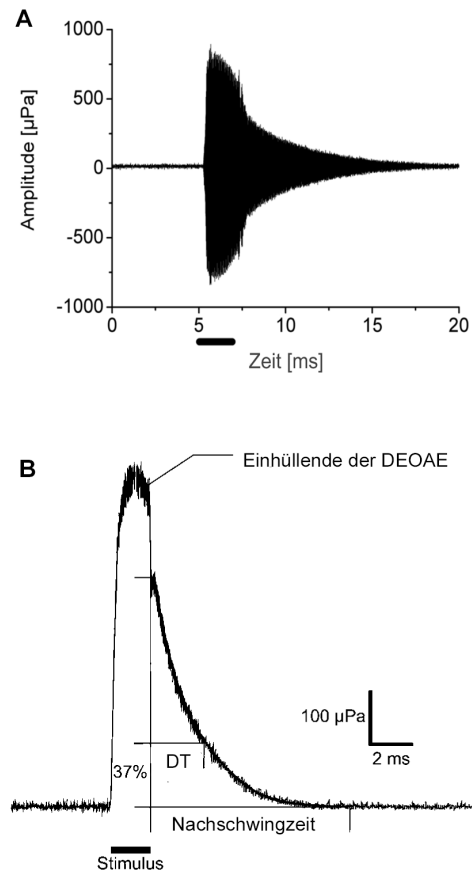 A
1000
500
0
-500
-1000
Amplitude [µPa]
0
5
10
15
20
Zeit [ms]
B
Einhüllende der DEOAE
100 µPa
2 ms
37%
DT
Nachschwingzeit
Stimulus